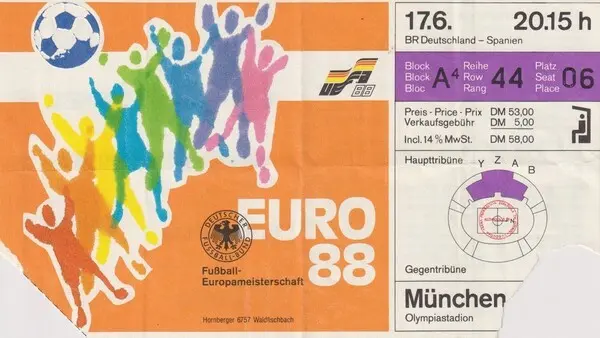 UEFA
88
DEUTSCHER
FUSSBALL-BUND
EURO
88
Fußball-
Europameisterschaft
Hornberger 6757 Waldfischbach
17.6. 20.15 h
BR Deutschland – Spanien
Block Reihe Platz
Block A4 Row 44 Seat 06
Bloc Rang Place
Preis - Price - Prix DM 53,00
Verkaufsgebühr DM 5,00
Incl. 14% MwSt. DM 58,00
Haupttribüne
Y Z A B
Gegentribüne
München
Olympiastadion